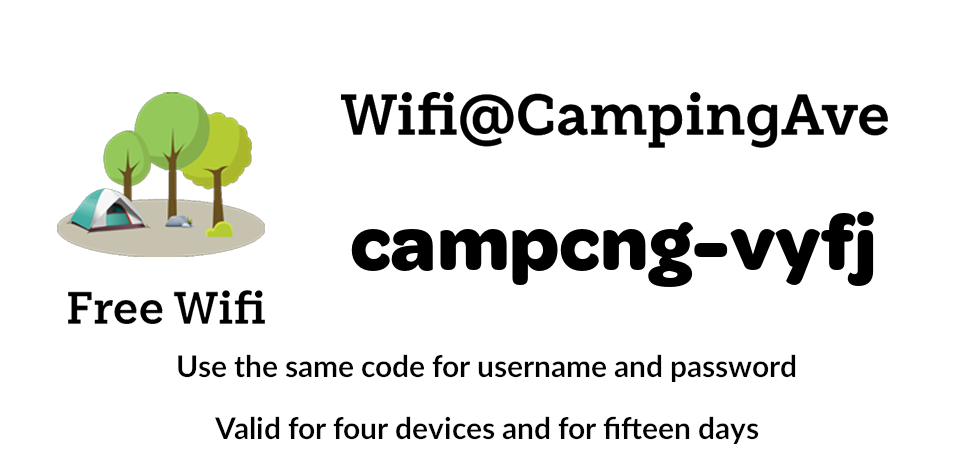 Wifi@CampingAve
campcng-vyfj
Free Wifi
Use the same code for username and password
Valid for four devices and for fifteen days